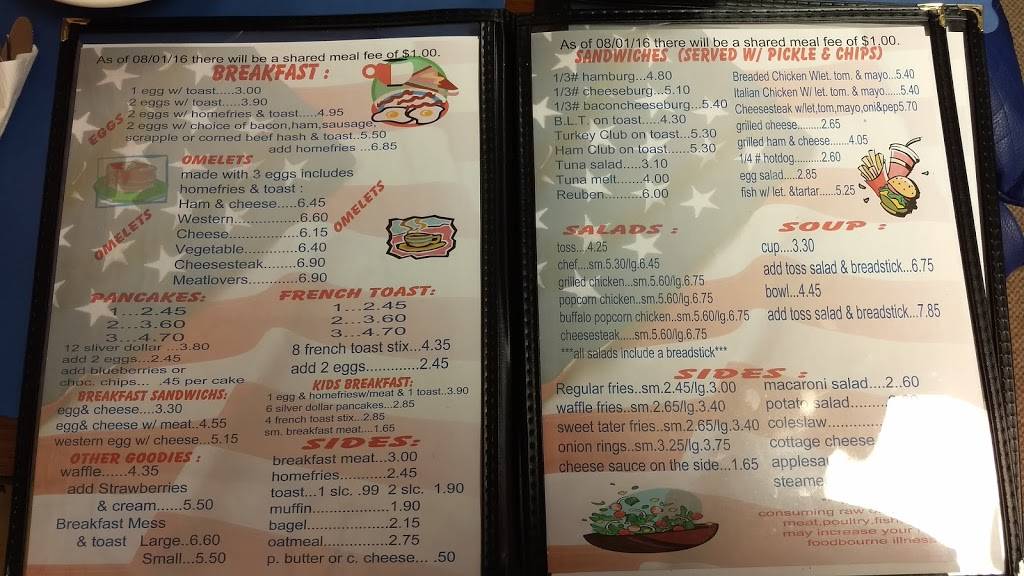 As of 08/01/16 there will be a shared meal fee of $1.00.
BREAKFAST :
1 egg w/ toast.....3.00
2 eggs w/ toast.....3.90
2 eggs w/ homefries & toast.....4.95
2 eggs w/ choice of bacon,ham,sausage,
scrapple or corned beef hash & toast..5.50
add homefries ...6.85
EGGS
OMELETS
made with 3 eggs includes
homefries & toast :
Ham & cheese.....6.45
Western................6.60
Cheese.................6.15
Vegetable.............6.40
Cheesesteak........6.90
Meatlovers...........6.90
OMELETS
OMELETS
PANCAKES:
1...2.45
2...3.60
3...4.70
12 sliver dollar ...3.80
add 2 eggs...2.45
add blueberries or
choc. chips... .45 per cake
FRENCH TOAST:
1...2.45
2...3.60
3...4.70
8 french toast stix...4.35
add 2 eggs............2.45
BREAKFAST SANDWICHS:
egg& cheese....3.30
egg& cheese w/ meat..4.55
western egg w/ cheese...5.15
KIDS BREAKFAST:
1 egg & homefriesw/meat & 1 toast..3.90
6 silver dollar pancakes...2.85
4 french toast stix...2.85
sm. breakfast meat....1.65
OTHER GOODIES :
waffle......4.35
add Strawberries
& cream......5.50
Breakfast Mess
& toast Large..6.60
Small...5.50
SIDES:
breakfast meat...3.00
homefries............2.45
toast...1 slc. .99 2 slc. 1.90
muffin...................1.90
bagel....................2.15
oatmeal................2.75
p. butter or c. cheese... .50
As of 08/01/16 there will be a shared meal fee of $1.00.
SANDWICHES (SERVED W/ PICKLE & CHIPS)
1/3# hamburg...4.80
1/3# cheeseburg...5.10
1/3# baconcheeseburg...5.40
B.L.T. on toast.....4.30
Turkey Club on toast.....5.30
Ham Club on toast......5.30
Tuna salad....3.10
Tuna melt.......4.00
Reuben..........6.00
Breaded Chicken W/let. tom. & mayo...5.40
Italian Chicken W/ let. tom. & mayo.....5.40
Cheesesteak w/let,tom,mayo,oni&pep5.70
grilled cheese.........2.65
grilled ham & cheese.......4.05
1/4 # hotdog..........2.60
egg salad....2.85
fish w/ let. &tartar......5.25
SALADS :
toss...4.25
chef....sm.5.30/lg.6.45
grilled chicken...sm.5.60/lg.6.75
popcorn chicken..sm.5.60/lg.6.75
buffalo popcorn chicken..sm.5.60/lg.6.75
cheesesteak.....sm.5.60/lg.6.75
***all salads include a breadstick***
SOUP :
cup...3.30
add toss salad & breadstick...6.75
bowl...4.45
add toss salad & breadstick...7.85
SIDES :
Regular fries..sm.2.45/lg.3.00
waffle fries..sm.2.65/lg.3.40
sweet tater fries..sm.2.65/lg.3.40
onion rings..sm.3.25/lg.3.75
cheese sauce on the side...1.65
macaroni salad....2..60
potato salad
coleslaw
cottage cheese
consuming raw
meat,poultry,fish
may increase your
foodbourne illness